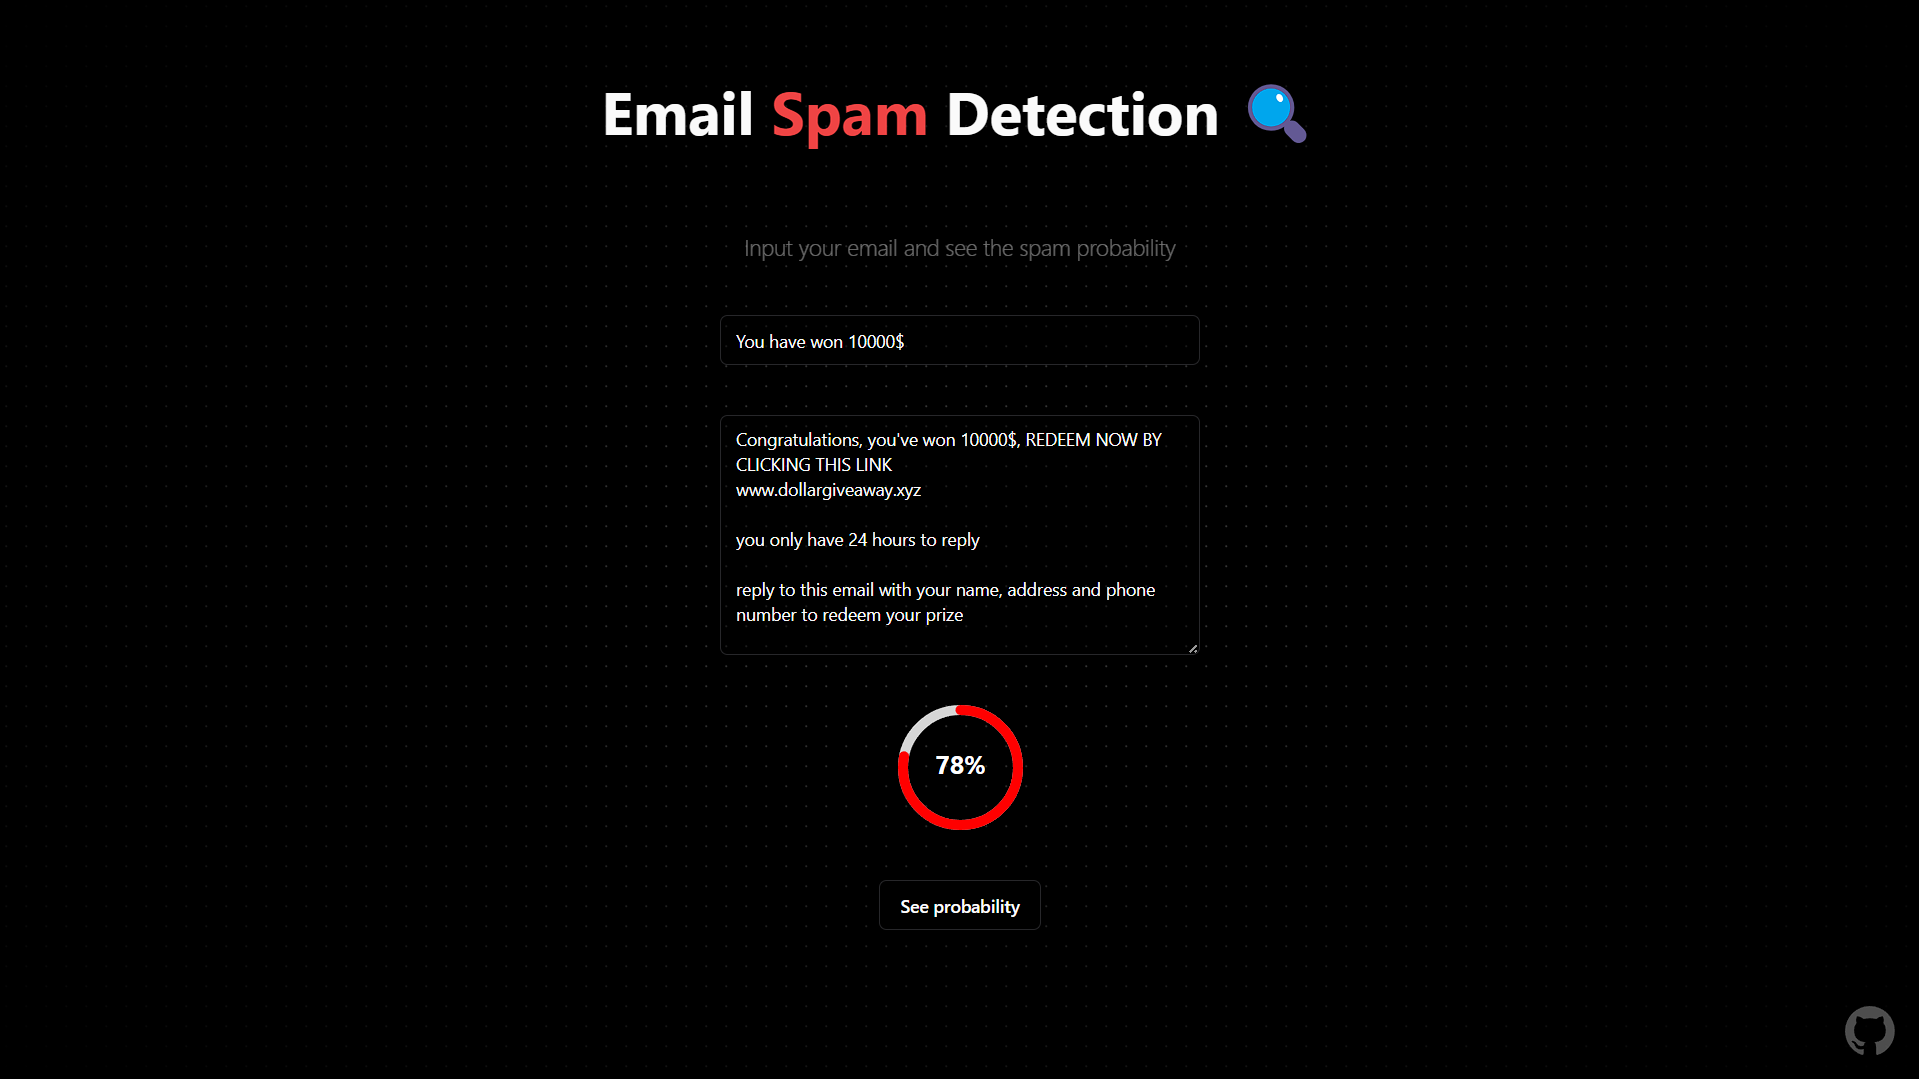 Email Spam Detection
Input your email and see the spam probability
You have won 10000$
Congratulations, you've won 10000$, REDEEM NOW BY
CLICKING THIS LINK
www.dollargiveaway.xyz
you only have 24 hours to reply
reply to this email with your name, address and phone
number to redeem your prize
78%
See probability